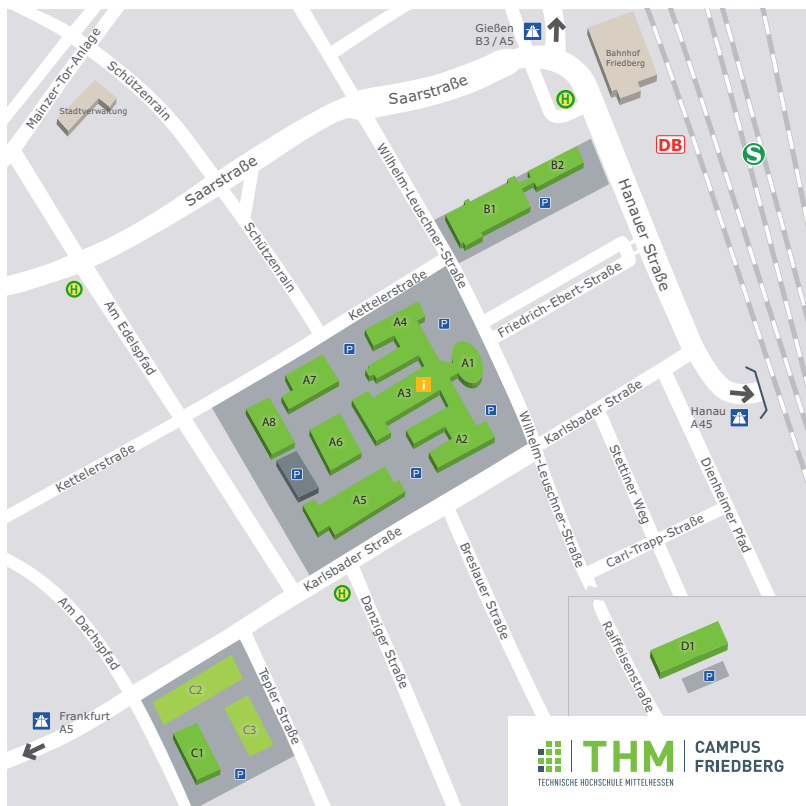 Gießen
B3 / A5
Bahnhof
Friedberg
Mainzer-Tor-Anlage
Schützenrain
Stadtverwaltung
Saarstraße
H
DB
S
Saarstraße
Wilhelm-Leuschner-Straße
B2
B1
P
Hanauer Straße
Schützenrain
H
Am Edelspfad
Kettelerstraße
Friedrich-Ebert-Straße
A4
P
P
A1
A7
i
A3
P
A8
A6
A2
Hanau
A45
Karlsbader Straße
Wilhelm-Leuschner-Straße
Kettelerstraße
P
P
A5
Stettiner Weg
Dienheimer Pfad
Carl-Trapp-Straße
Karlsbader Straße
H
Breslauer Straße
Danziger Straße
Am Dachspfad
Raiffeisenstraße
D1
P
Tepler Straße
C2
C3
C1
P
Frankfurt
A5
THM
CAMPUS
FRIEDBERG
TECHNISCHE HOCHSCHULE MITTELHESSEN